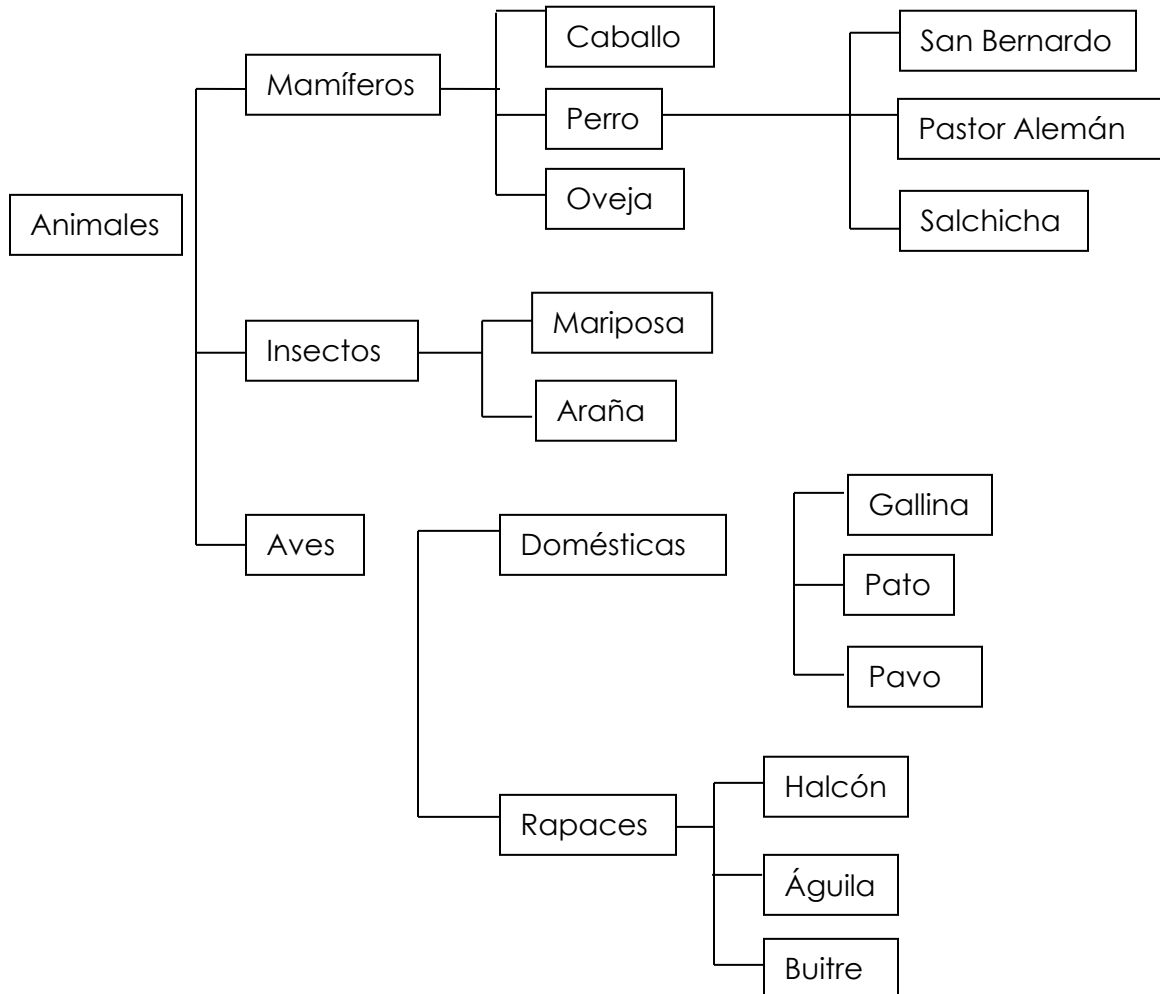 Animales
Mamíferos
Caballo
Perro
Oveja
San Bernardo
Pastor Alemán
Salchicha
Insectos
Mariposa
Araña
Aves
Domésticas
Gallina
Pato
Pavo
Rapaces
Halcón
Águila
Buitre